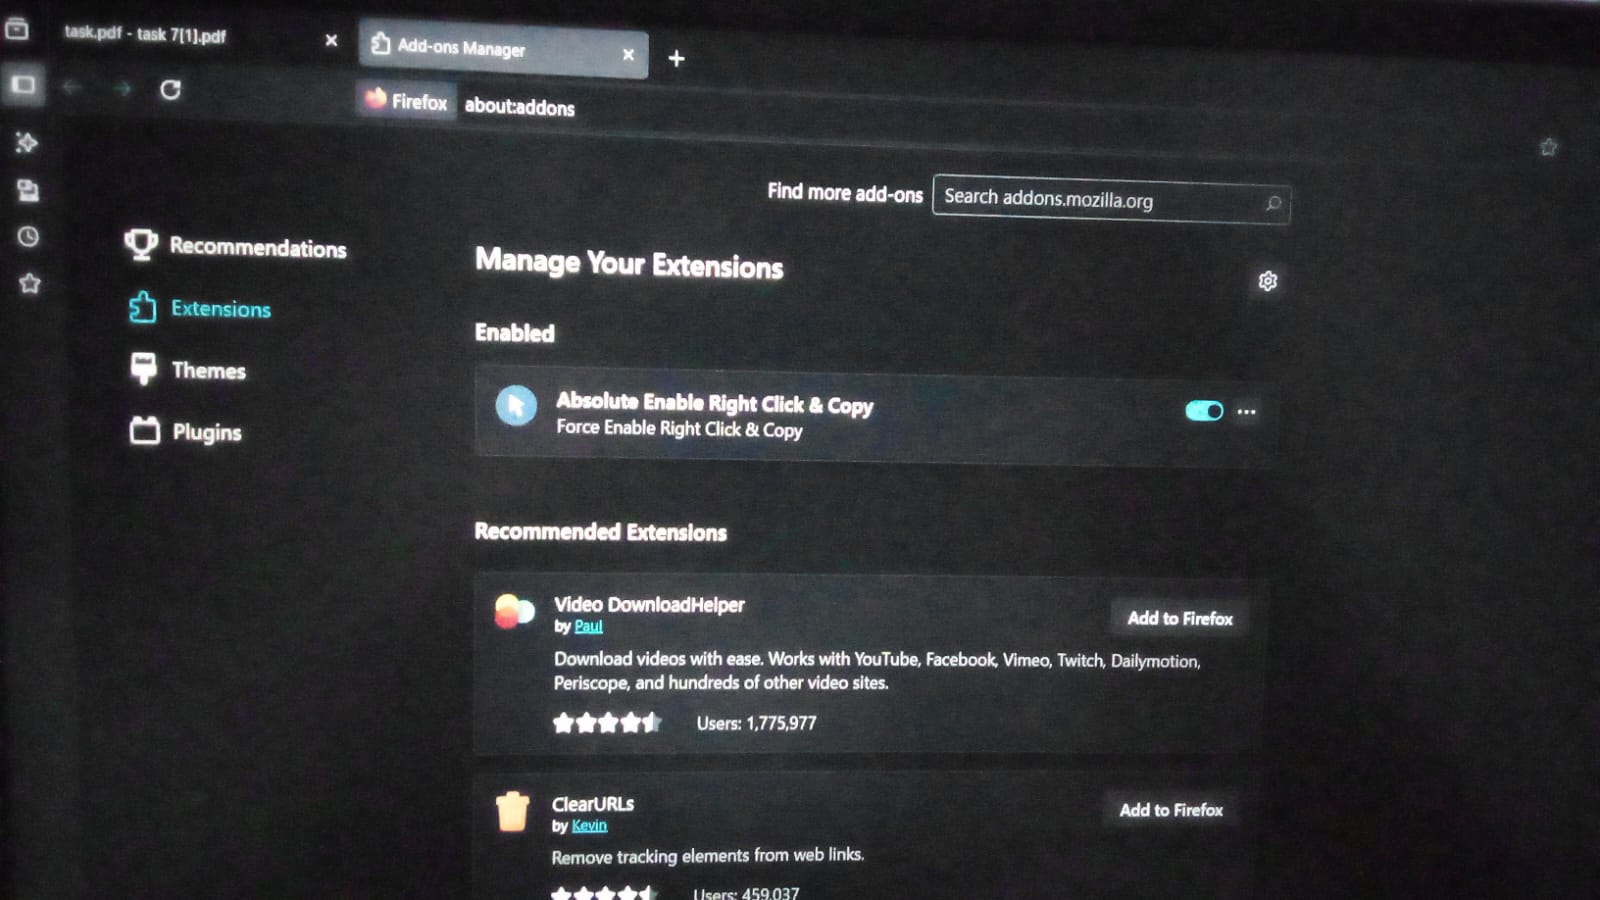 task.pdf - task 7[1].pdf
Add-ons Manager
Firefox about:addons
Find more add-ons
Search addons.mozilla.org
Recommendations
Extensions
Themes
Plugins
Manage Your Extensions
Enabled
Absolute Enable Right Click & Copy
Force Enable Right Click & Copy
Recommended Extensions
Video DownloadHelper
by Paul
Add to Firefox
Download videos with ease. Works with YouTube, Facebook, Vimeo, Twitch, Dailymotion,
Periscope, and hundreds of other video sites.
Users: 1,775,977
ClearURLs
by Kevin
Add to Firefox
Remove tracking elements from web links.
Users: 459,037